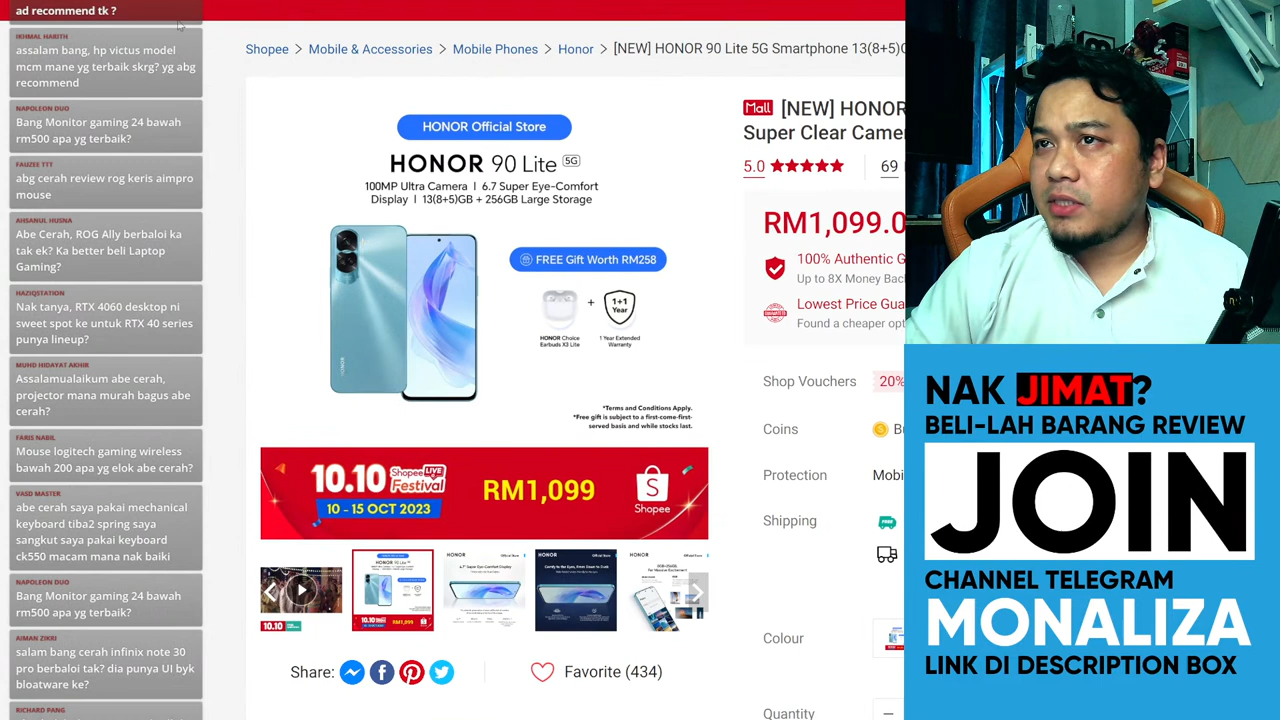 ad recommend tk ?
IKHMAL HARITH
assalam bang, hp victus model
mcm mane yg terbaik skrg? yg abg
recommend
NAPOLEON DUO
Bang Monitor gaming 24 bawah
rm500 apa yg terbaik?
FAUZEE TTT
abg cerah review rog keris aimpro
mouse
AHSANUL HUSNA
Abe Cerah, ROG Ally berbaloi ka
tak ek? Ka better beli Laptop
Gaming?
HAZIQSTATION
Nak tanya, RTX 4060 desktop ni
sweet spot ke untuk RTX 40 series
punya lineup?
MUHD HIDAYAT AKHIR
Assalamualaikum abe cerah,
projector mana murah bagus abe
cerah?
FARIS NABIL
Mouse logitech gaming wireless
bawah 200 apa yg elok abe cerah?
VASD MASTER
abe cerah saya pakai mechanical
keyboard tiba2 spring saya
sangkut saya pakai keyboard
ck550 macam mana nak baiki
NAPOLEON DUO
Bang Monitor gaming 24 bawah
rm500 apa yg terbaik?
AIMAN ZIKRI
salam bang cerah infinix note 30
pro berbaloi tak? dia punya UI byk
bloatware ke?
RICHARD PANG
Shopee > Mobile & Accessories > Mobile Phones > Honor > [NEW] HONOR 90 Lite 5G Smartphone 13(8+5)
HONOR Official Store
HONOR 90 Lite 5G
100MP Ultra Camera | 6.7 Super Eye-Comfort
Display | 13(8+5)GB + 256GB Large Storage
FREE Gift Worth RM258
+
1+1
Year
HONOR Choice
Earbuds X3 Lite
1 Year Extended
Warranty
HONOR
*Terms and Conditions Apply.
*Free gift is subject to a first-come-first-
served basis and while stocks last.
10.10 Shopee LIVE
Festival
10 - 15 OCT 2023
RM1,099
Shopee
Share:
Favorite (434)
Mall [NEW] HONOR
Super Clear Came
5.0
69
RM1,099.0
100% Authentic G
Up to 8X Money Bac
Lowest Price Gua
Found a cheaper opt
Shop Vouchers
20%
Coins
Protection
Mobi
Shipping
Colour
Quantity
NAK JIMAT?
BELI-LAH BARANG REVIEW
JOIN
CHANNEL TELEGRAM
MONALIZA
LINK DI DESCRIPTION BOX